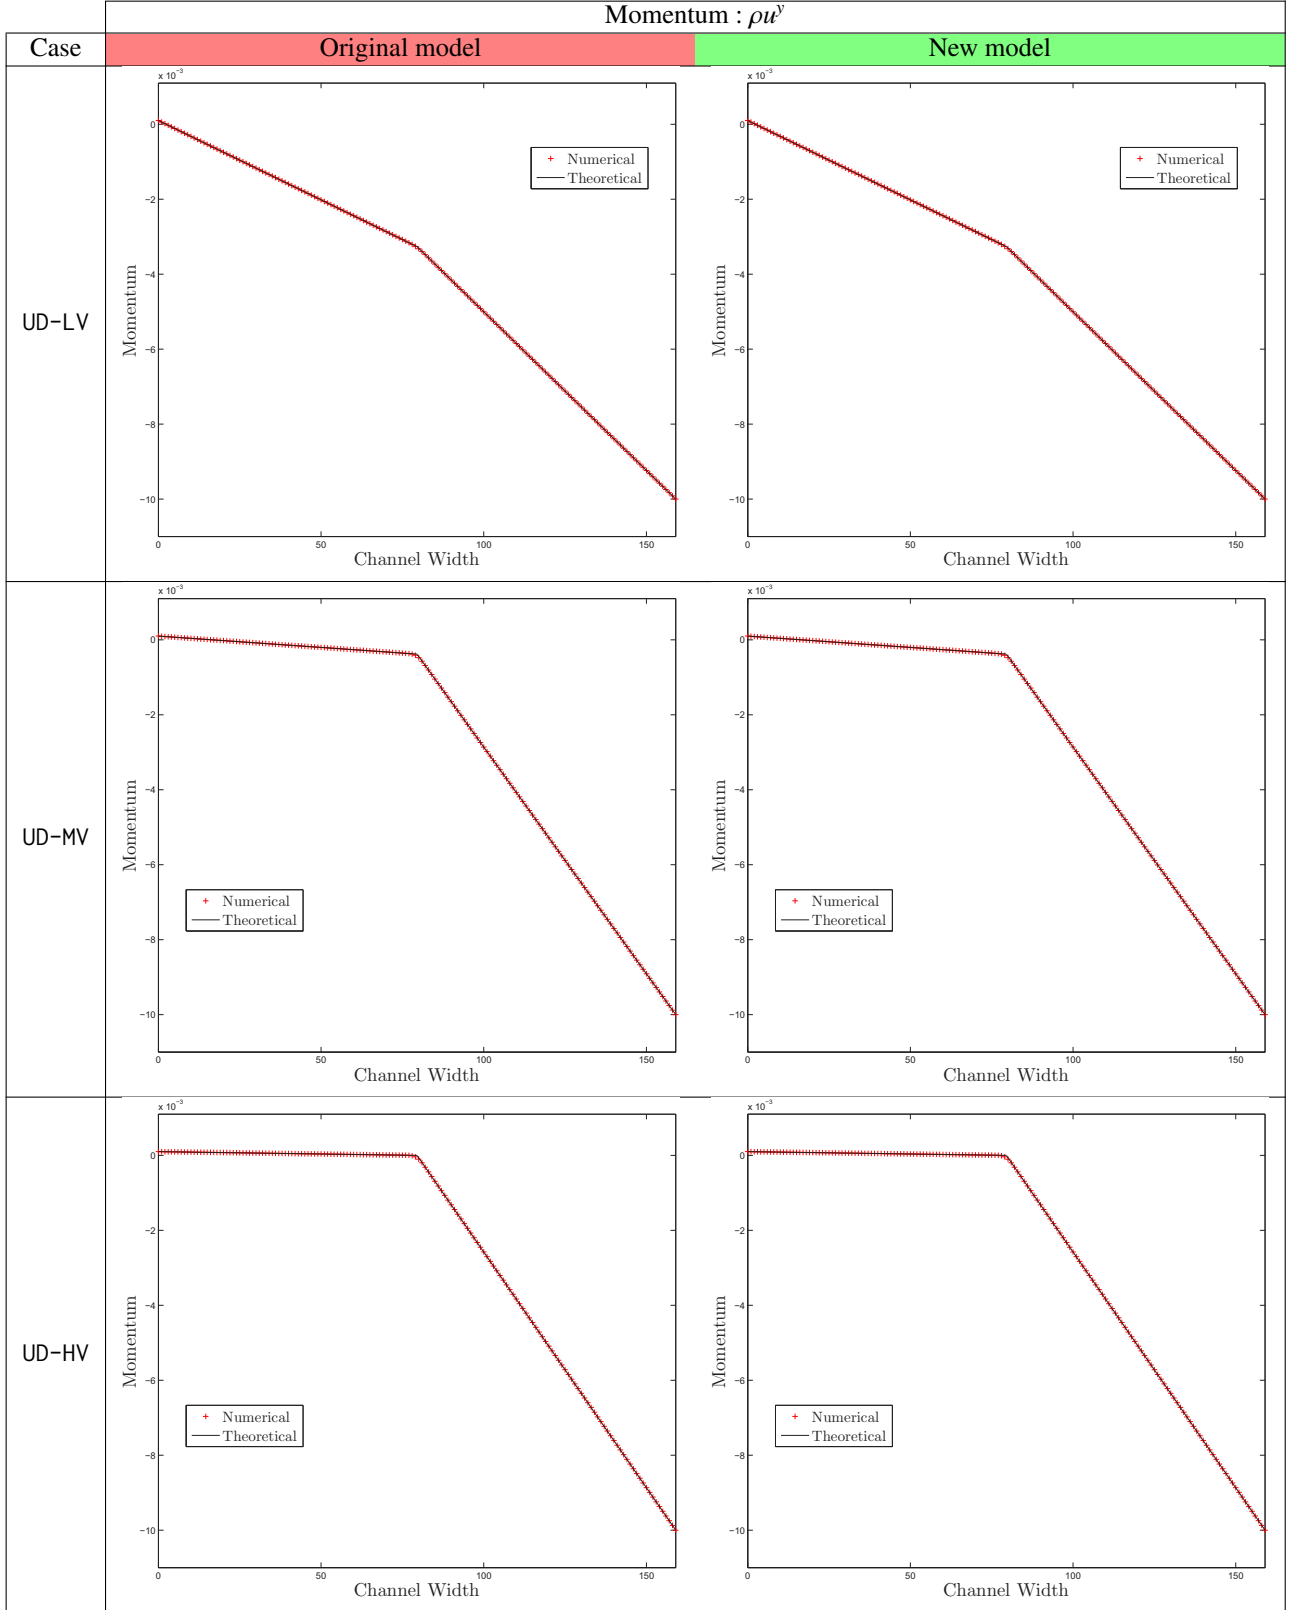 Momentum : ρu^y
Case Original model New model
UD-LV
x 10⁻³
0
−2
−4
−6
−8
−10
0 50 100 150
Momentum
Channel Width
Numerical
Theoretical
x 10⁻³
0
−2
−4
−6
−8
−10
0 50 100 150
Momentum
Channel Width
Numerical
Theoretical
UD-MV
x 10⁻³
0
−2
−4
−6
−8
−10
0 50 100 150
Momentum
Channel Width
Numerical
Theoretical
x 10⁻³
0
−2
−4
−6
−8
−10
0 50 100 150
Momentum
Channel Width
Numerical
Theoretical
UD-HV
x 10⁻³
0
−2
−4
−6
−8
−10
0 50 100 150
Momentum
Channel Width
Numerical
Theoretical
x 10⁻³
0
−2
−4
−6
−8
−10
0 50 100 150
Momentum
Channel Width
Numerical
Theoretical